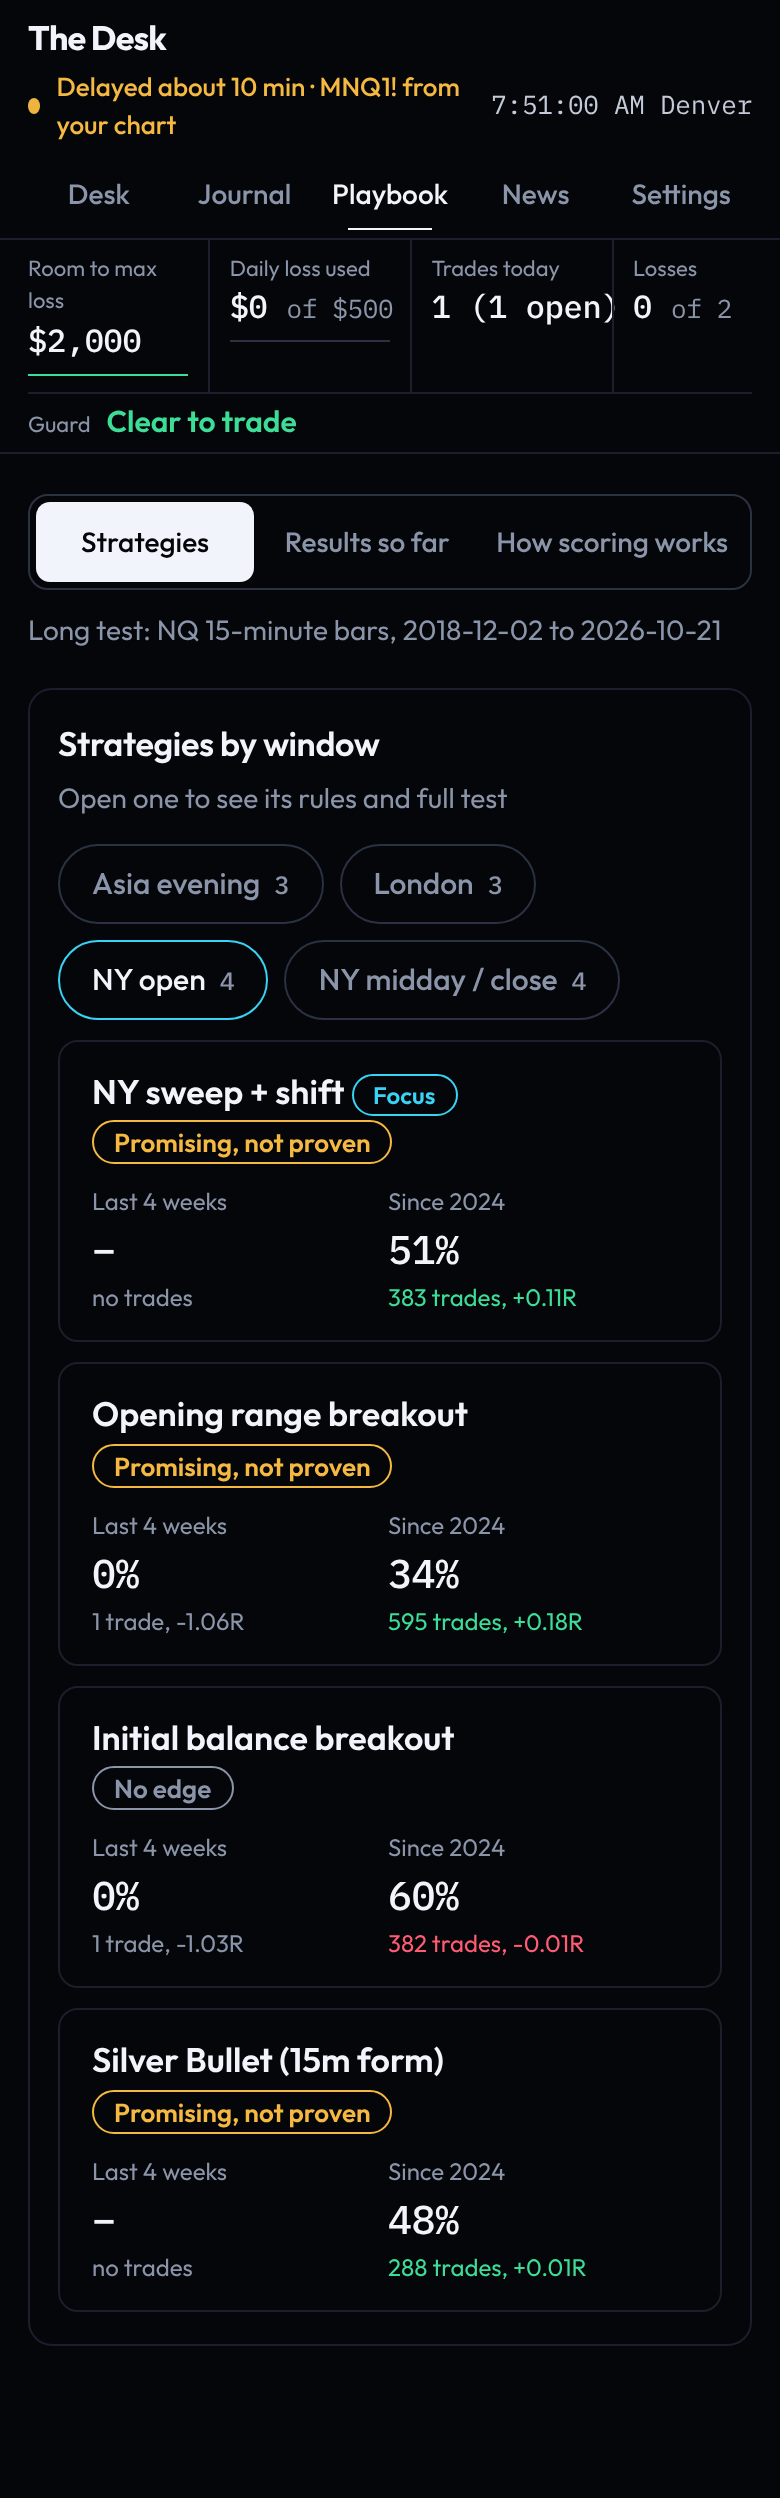 The Desk
Delayed about 10 min · MNQ1! from
your chart
7:51:00 AM Denver
Desk Journal Playbook News Settings
Room to max
loss
$2,000
Daily loss used
$0 of $500
Trades today
1 (1 open)
Losses
0 of 2
Guard Clear to trade
Strategies Results so far How scoring works
Long test: NQ 15-minute bars, 2018-12-02 to 2026-10-21
Strategies by window
Open one to see its rules and full test
Asia evening 3 London 3
NY open 4 NY midday / close 4
NY sweep + shift Focus
Promising, not proven
Last 4 weeks Since 2024
– 51%
no trades 383 trades, +0.11R
Opening range breakout
Promising, not proven
Last 4 weeks Since 2024
0% 34%
1 trade, -1.06R 595 trades, +0.18R
Initial balance breakout
No edge
Last 4 weeks Since 2024
0% 60%
1 trade, -1.03R 382 trades, -0.01R
Silver Bullet (15m form)
Promising, not proven
Last 4 weeks Since 2024
– 48%
no trades 288 trades, +0.01R